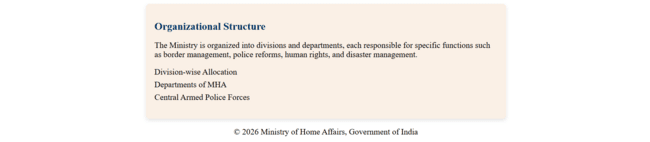 Organizational Structure
The Ministry is organized into divisions and departments, each responsible for specific functions such
as border management, police reforms, human rights, and disaster management.
Division-wise Allocation
Departments of MHA
Central Armed Police Forces
© 2026 Ministry of Home Affairs, Government of India